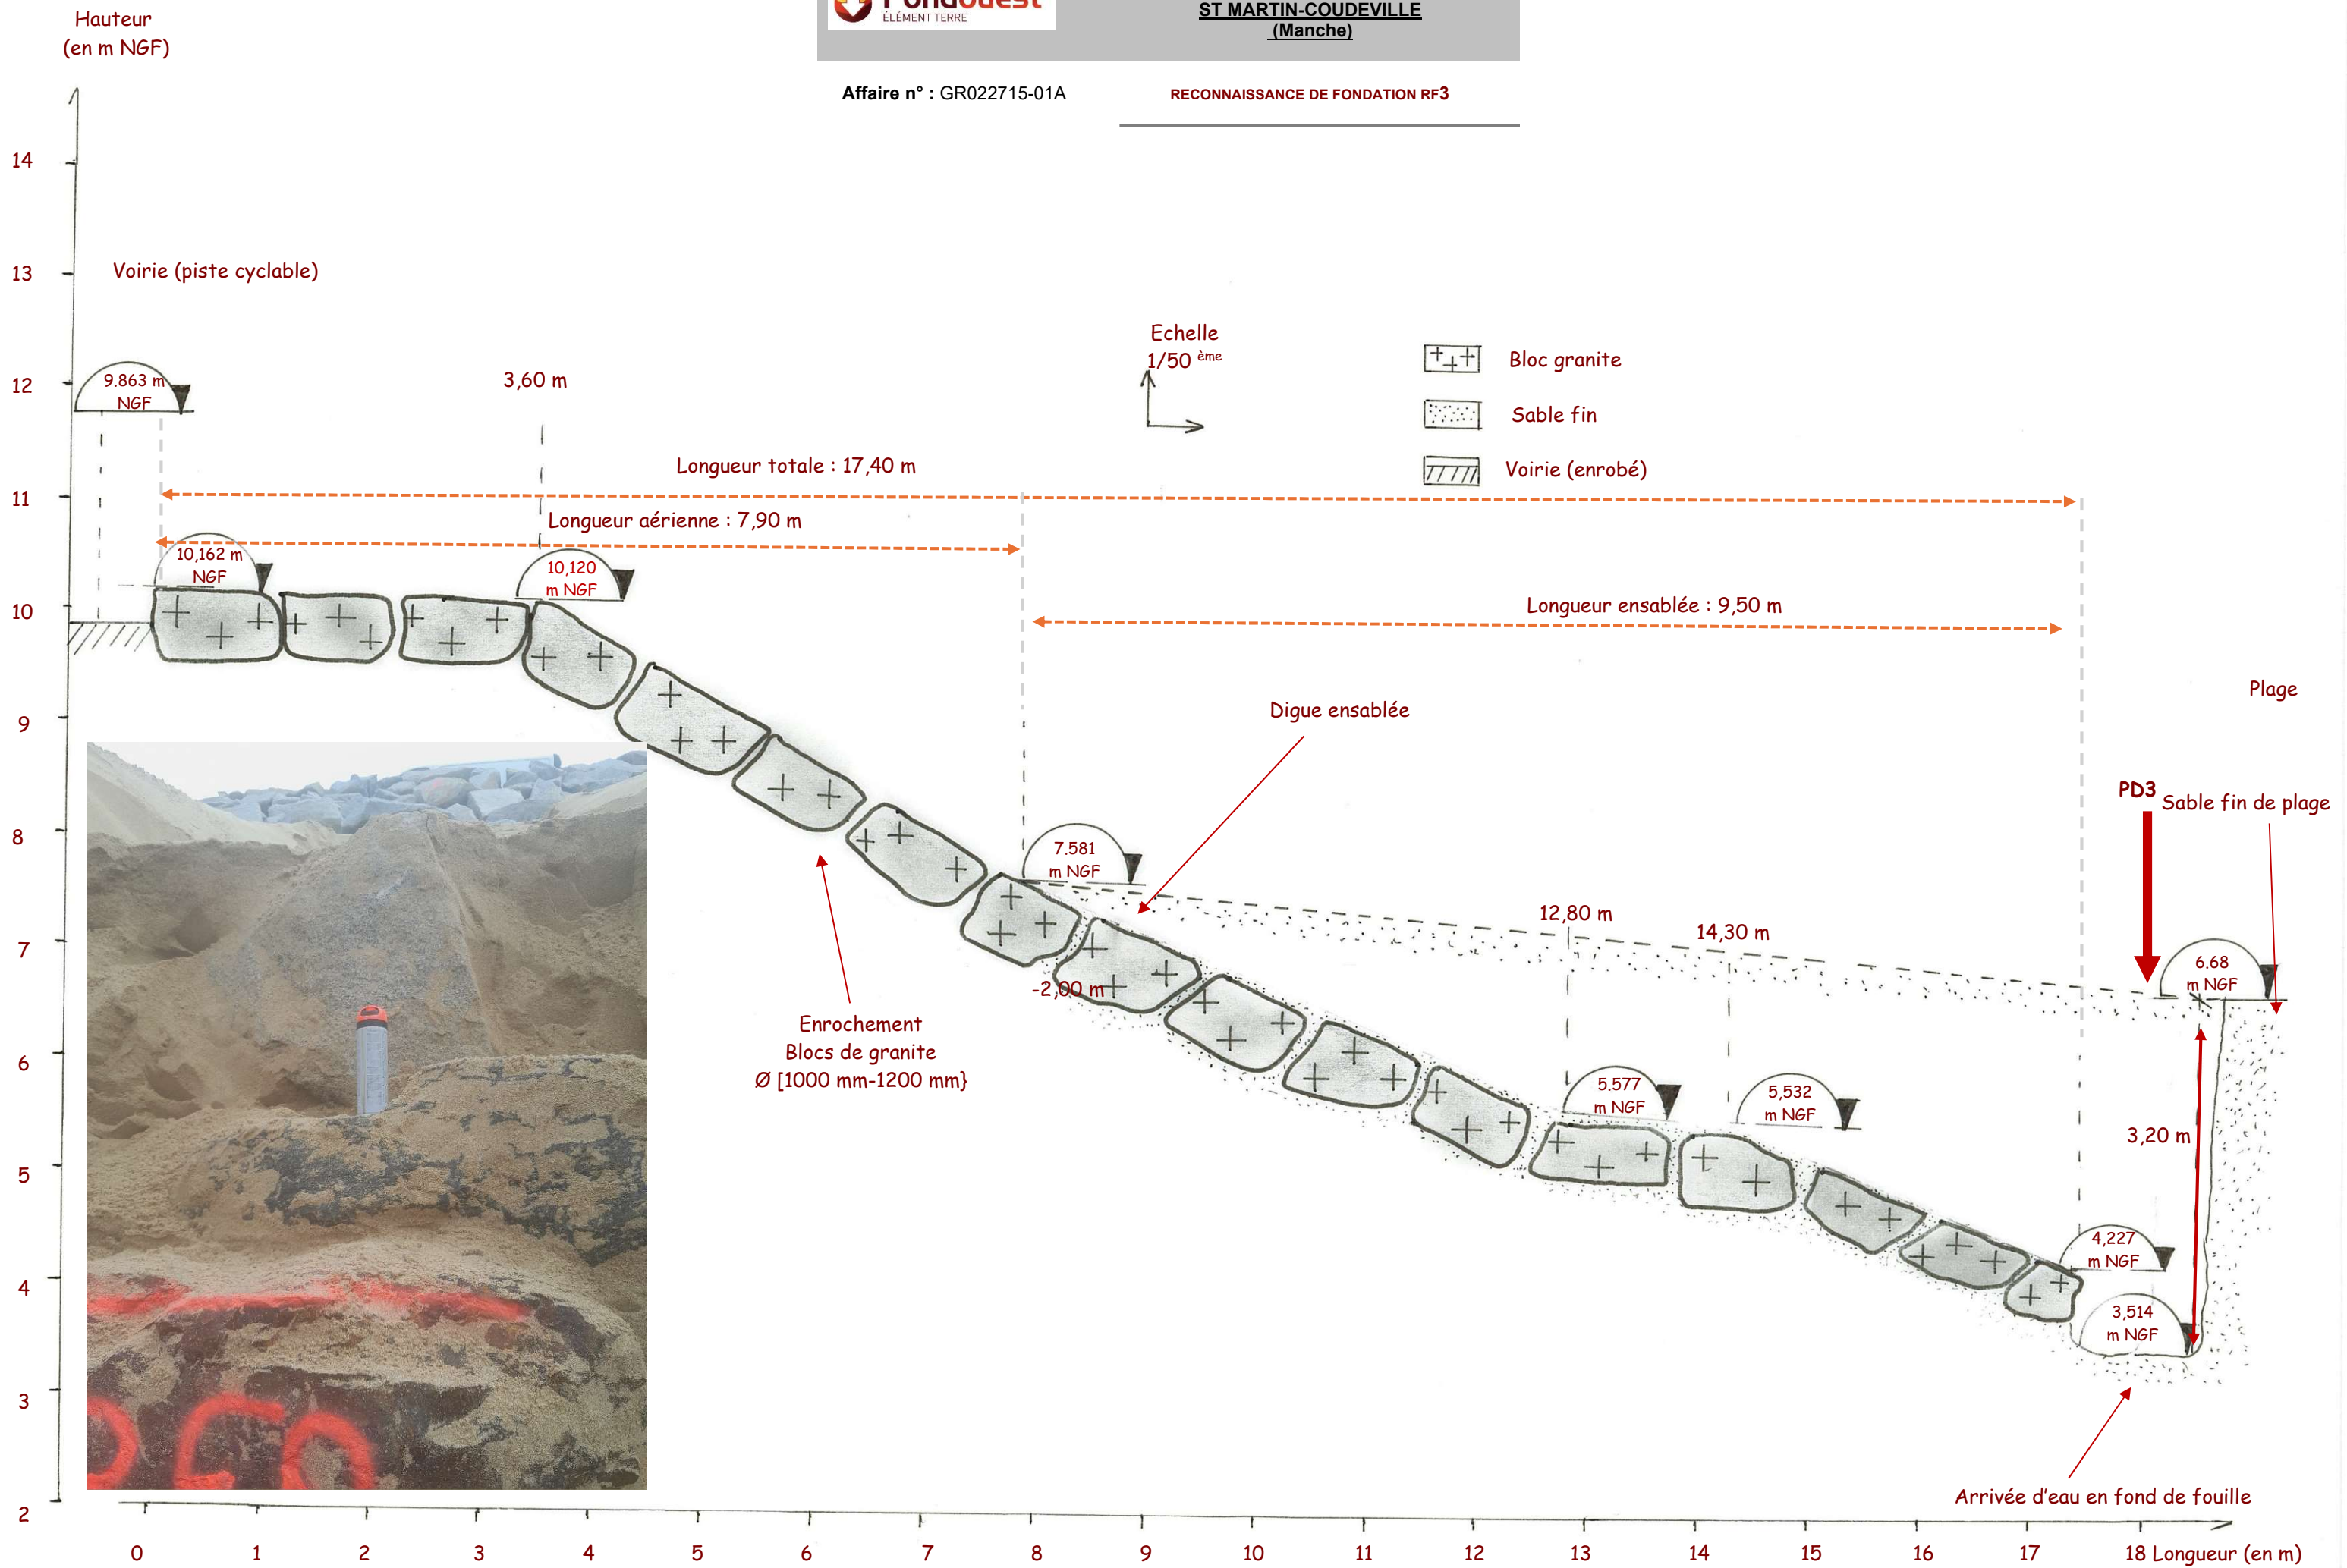 Hauteur
(en m NGF)
Fondouest
ÉLÉMENT TERRE
ST MARTIN-COUDEVILLE
(Manche)
Affaire n° : GR022715-01A
RECONNAISSANCE DE FONDATION RF3
14
13
12
11
10
9
8
7
6
5
4
3
2
Voirie (piste cyclable)
9.863 m
NGF
3,60 m
Echelle
1/50 ème
Bloc granite
Sable fin
Voirie (enrobé)
Longueur totale : 17,40 m
Longueur aérienne : 7,90 m
10,162 m
NGF
10,120
m NGF
Longueur ensablée : 9,50 m
Plage
Digue ensablée
PD3
Sable fin de plage
7.581
m NGF
12,80 m
14,30 m
6.68
m NGF
-2,00 m
Enrochement
Blocs de granite
Ø [1000 mm-1200 mm}
5.577
m NGF
5,532
m NGF
3,20 m
4,227
m NGF
3,514
m NGF
Arrivée d'eau en fond de fouille
0 1 2 3 4 5 6 7 8 9 10 11 12 13 14 15 16 17 18 Longueur (en m)